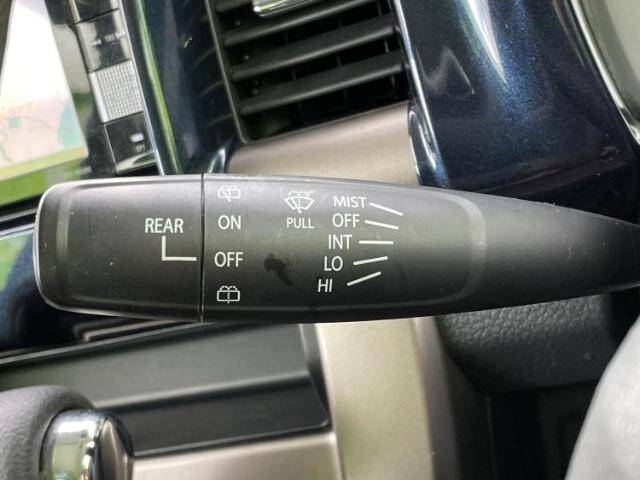 REAR
ON
OFF
PULL
MIST
OFF
INT
LO
HI